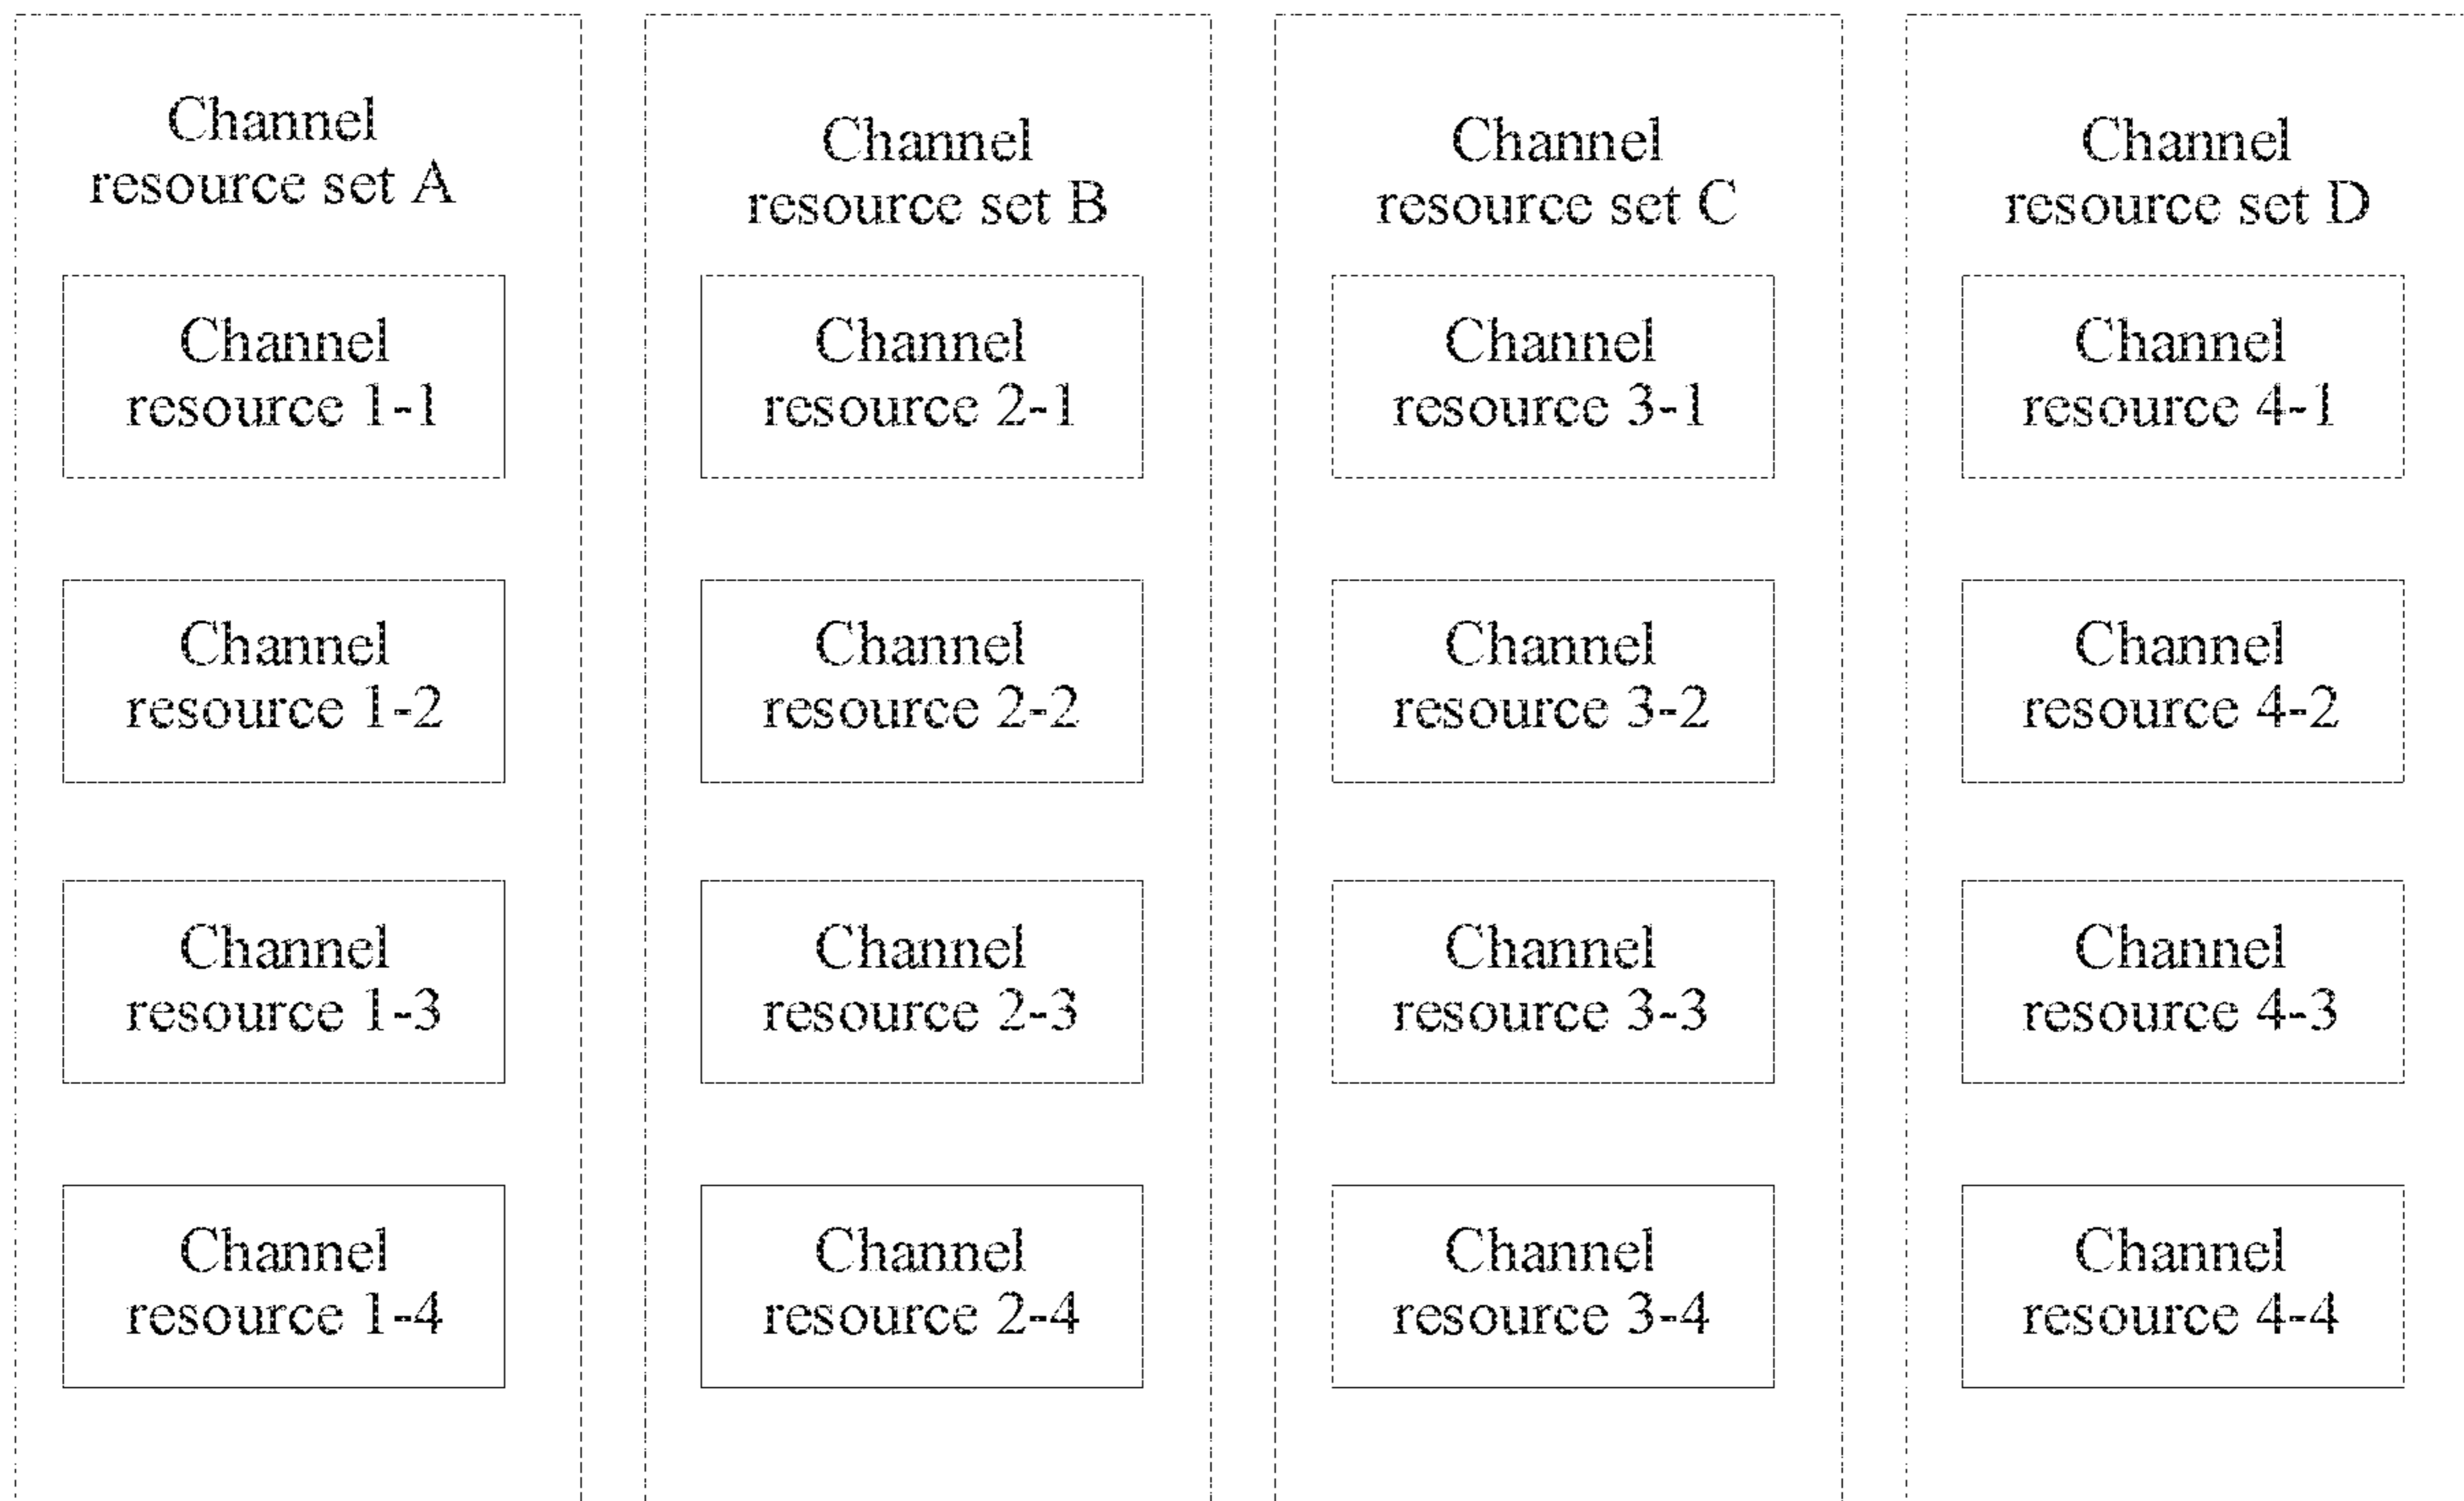 Channel
resource set A
Channel
resource 1-1
Channel
resource 1-2
Channel
resource 1-3
Channel
resource 1-4
Channel
resource set B
Channel
resource 2-1
Channel
resource 2-2
Channel
resource 2-3
Channel
resource 2-4
Channel
resource set C
Channel
resource 3-1
Channel
resource 3-2
Channel
resource 3-3
Channel
resource 3-4
Channel
resource set D
Channel
resource 4-1
Channel
resource 4-2
Channel
resource 4-3
Channel
resource 4-4